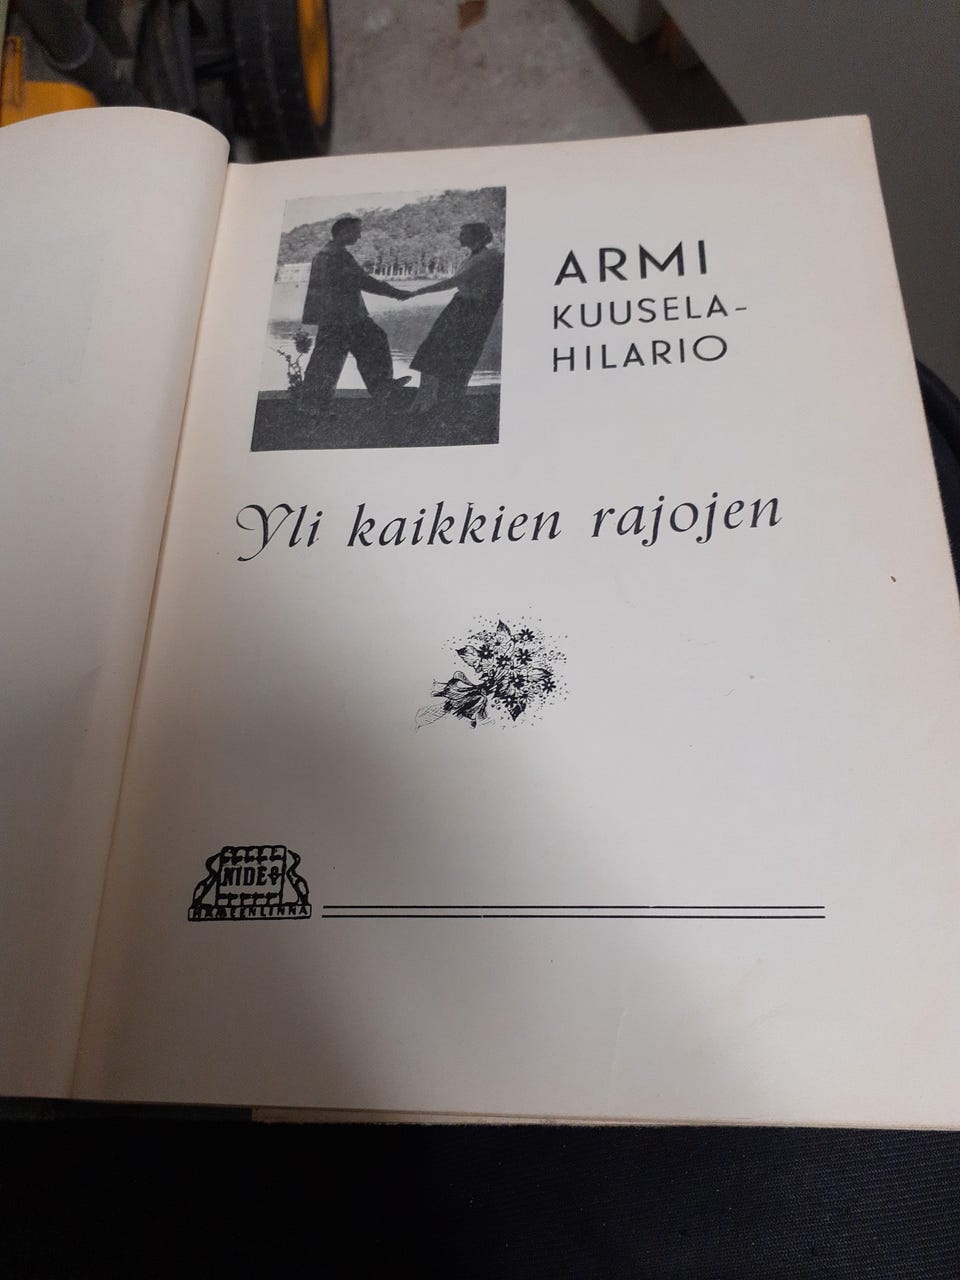 ARMI
KUUSELA-
HILARIO
Yli kaikkien rajojen
NIDE
HÄMEENLINNA